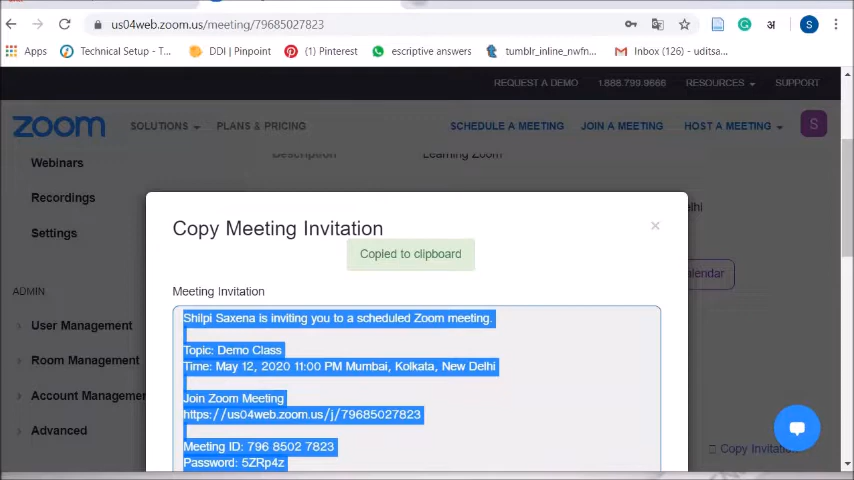 us04web.zoom.us/meeting/79685027823
Apps
Technical Setup - T...
DDI | Pinpoint
(1) Pinterest
escriptive answers
tumblr_inline_nwfn...
Inbox (126) - uditsa...
REQUEST A DEMO
1.888.799.9666
RESOURCES
SUPPORT
zoom
SOLUTIONS
PLANS & PRICING
SCHEDULE A MEETING
JOIN A MEETING
HOST A MEETING
S
Description
Learning Zoom
Webinars
Recordings
Settings
elhi
alendar
ADMIN
User Management
Room Management
Account Managemen
Advanced
Copy Meeting Invitation
×
Copied to clipboard
Meeting Invitation
Shilpi Saxena is inviting you to a scheduled Zoom meeting.
Topic: Demo Class
Time: May 12, 2020 11:00 PM Mumbai, Kolkata, New Delhi
Join Zoom Meeting
https://us04web.zoom.us/j/79685027823
Meeting ID: 796 8502 7823
Password: 5ZRp4z
Copy Invitation